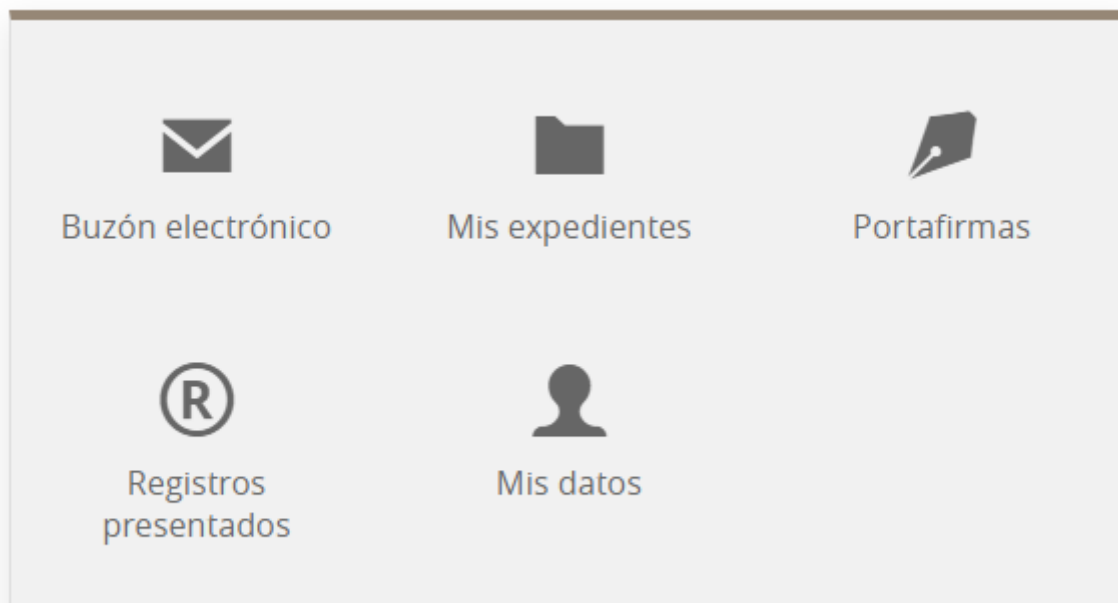 Buzón electrónico
Mis expedientes
Portafirmas
®
Registros
presentados
Mis datos